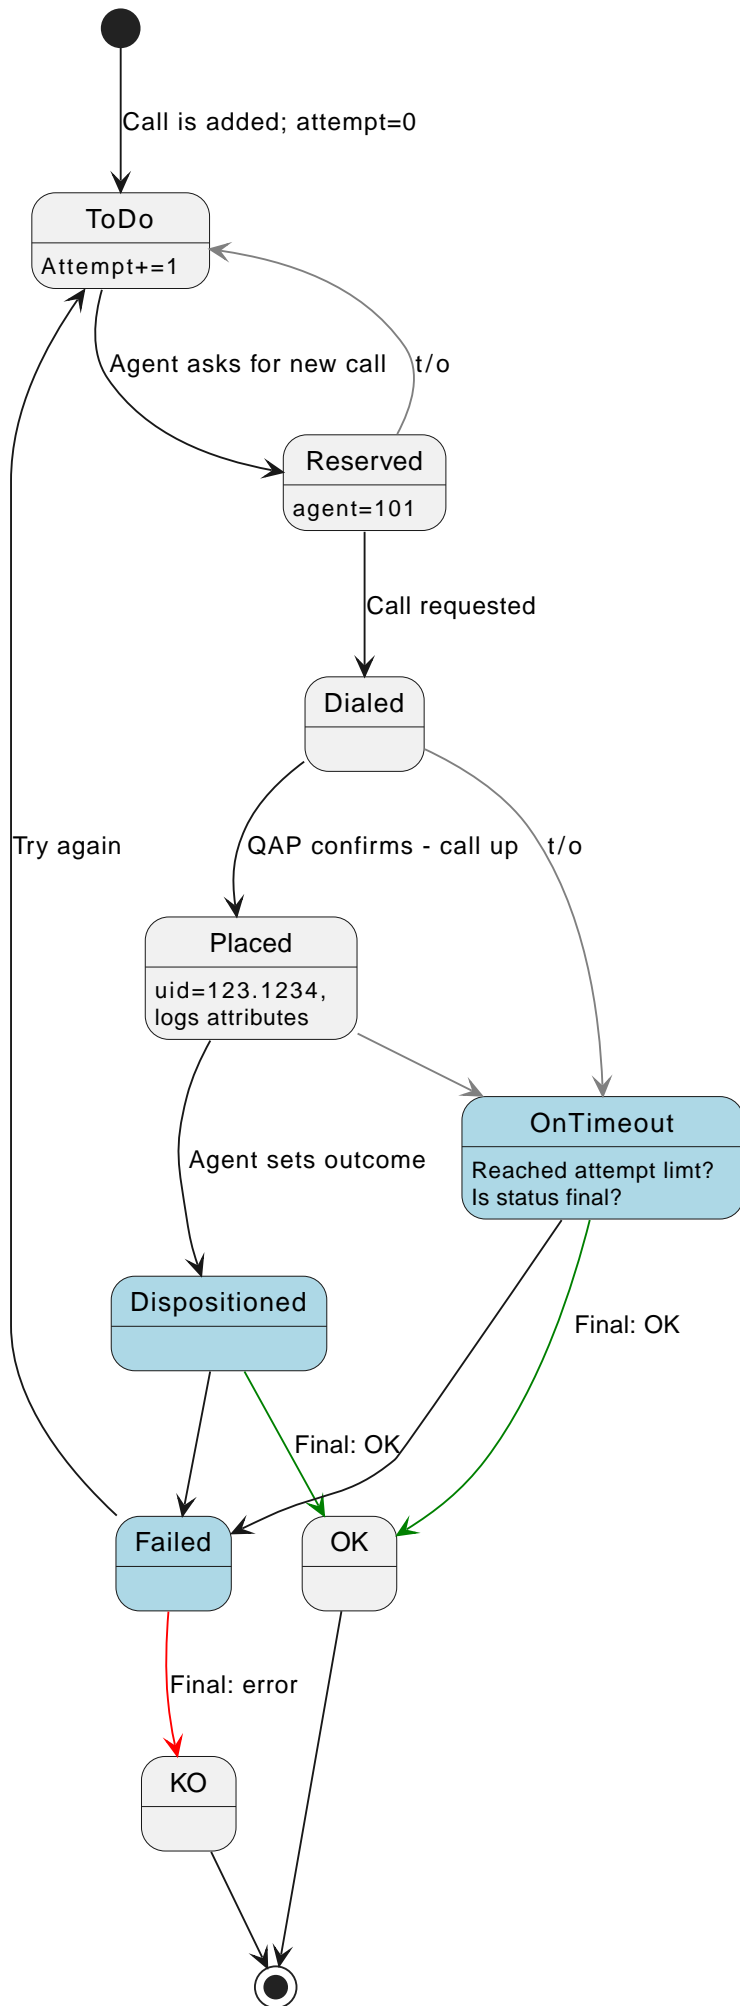 Call is added; attempt=0
ToDo
Attempt+=1
Agent asks for new call
t/o
Reserved
agent=101
Call requested
Dialed
Try again
QAP confirms - call up
t/o
Placed
uid=123.1234,
logs attributes
OnTimeout
Reached attempt limt?
Is status final?
Agent sets outcome
Dispositioned
Final: OK
Final: OK
Failed
OK
Final: error
KO